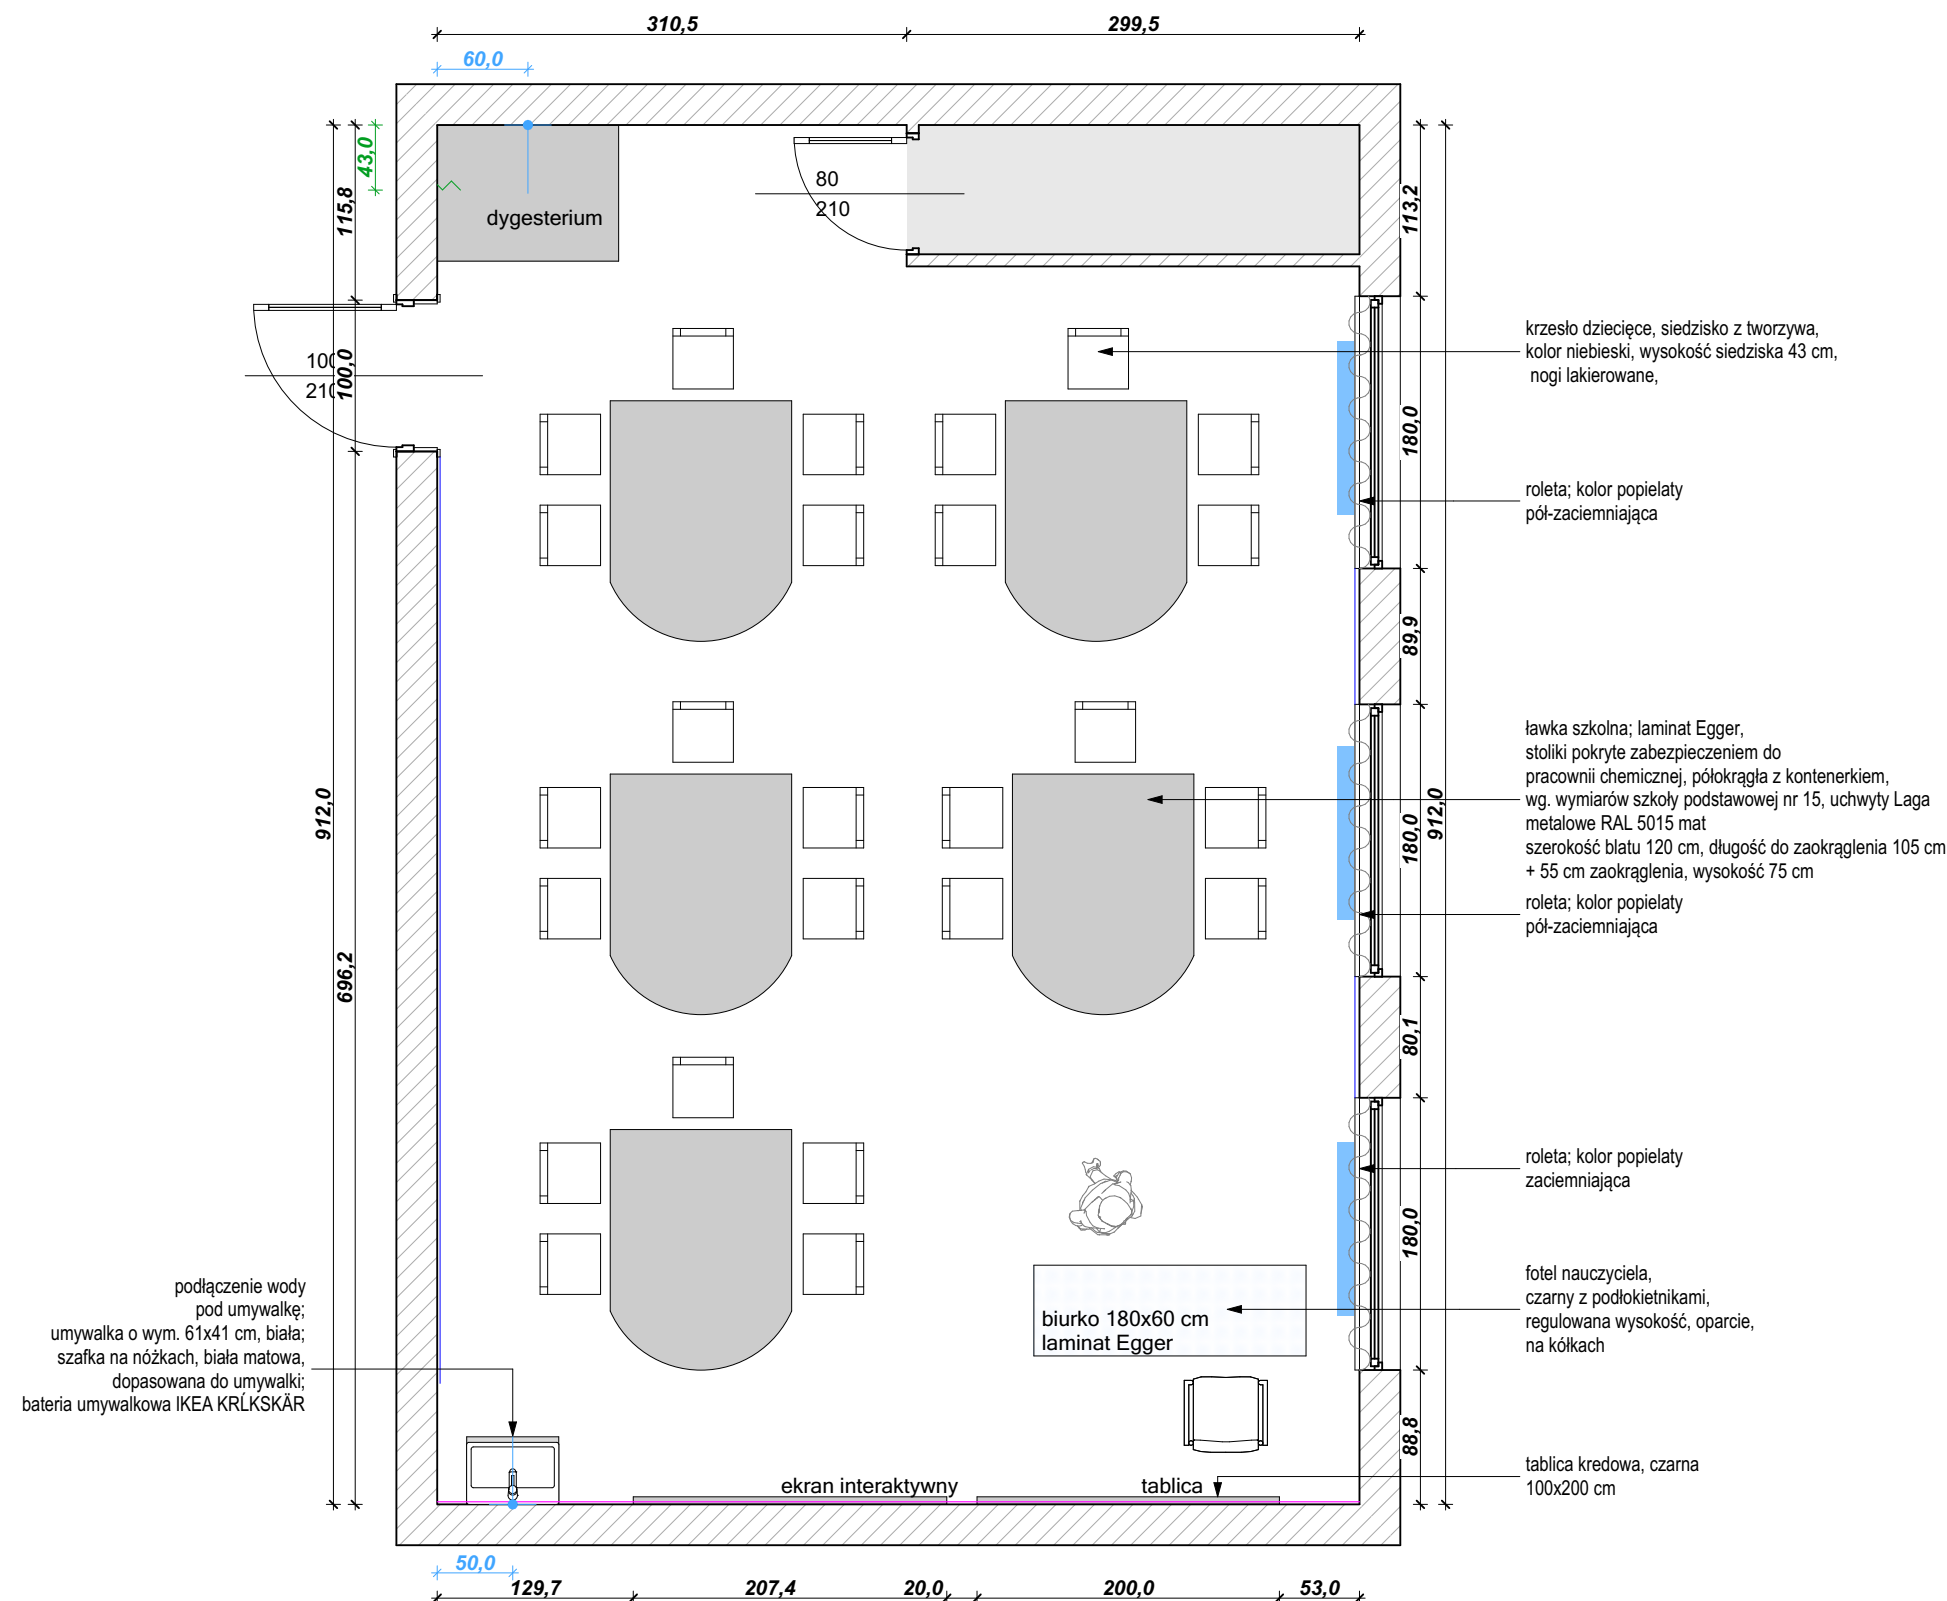 310,5
299,5
60,0
43,0
115,8
80
210
dygesterium
113,2
100
210
100,0
krzesło dziecięce, siedzisko z tworzywa,
kolor niebieski, wysokość siedziska 43 cm,
nogi lakierowane,
180,0
roleta; kolor popielaty
pół-zaciemniająca
89,9
ławka szkolna; laminat Egger,
stoliki pokryte zabezpieczeniem do
pracownii chemicznej, półokrągła z kontenerkiem,
wg. wymiarów szkoły podstawowej nr 15, uchwyty Laga
metalowe RAL 5015 mat
szerokość blatu 120 cm, długość do zaokrąglenia 105 cm
+ 55 cm zaokrąglenia, wysokość 75 cm
912,0
180,0
912,0
roleta; kolor popielaty
pół-zaciemniająca
696,2
80,1
roleta; kolor popielaty
zaciemniająca
180,0
podłączenie wody
pod umywalkę;
umywalka o wym. 61x41 cm, biała;
szafka na nóżkach, biała matowa,
dopasowana do umywalki;
bateria umywalkowa IKEA KRĹKSKÄR
biurko 180x60 cm
laminat Egger
fotel nauczyciela,
czarny z podłokietnikami,
regulowana wysokość, oparcie,
na kółkach
88,8
ekran interaktywny
tablica
tablica kredowa, czarna
100x200 cm
50,0
129,7
207,4
20,0
200,0
53,0